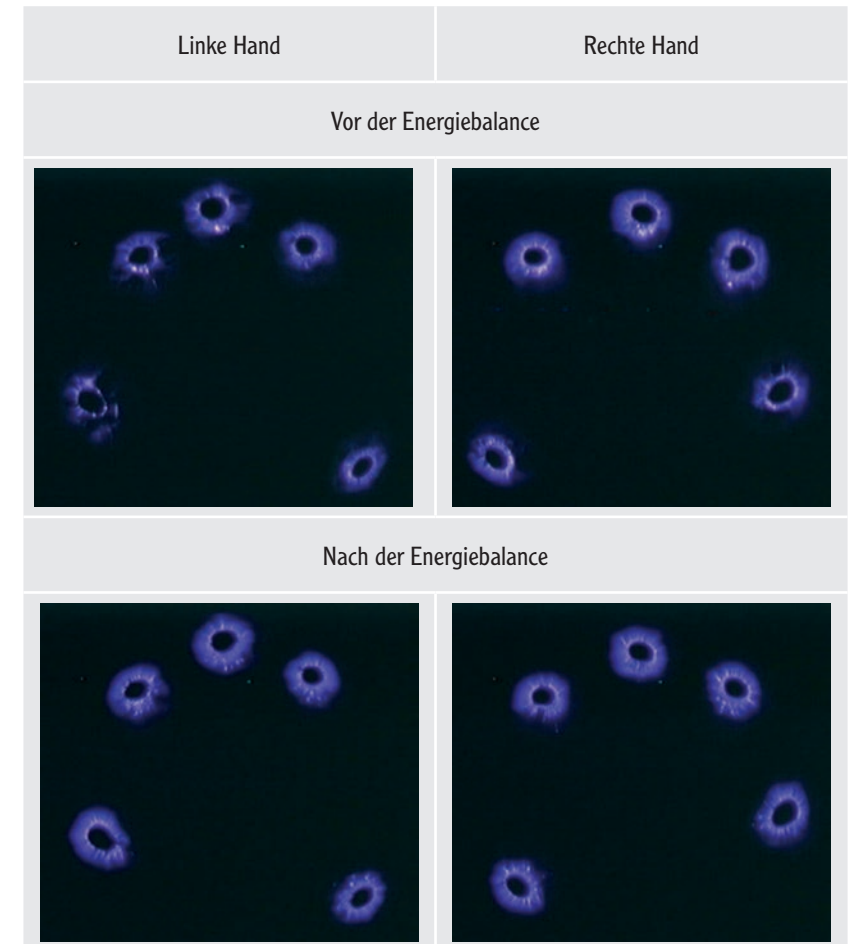 Linke Hand
Rechte Hand
Vor der Energiebalance
Nach der Energiebalance